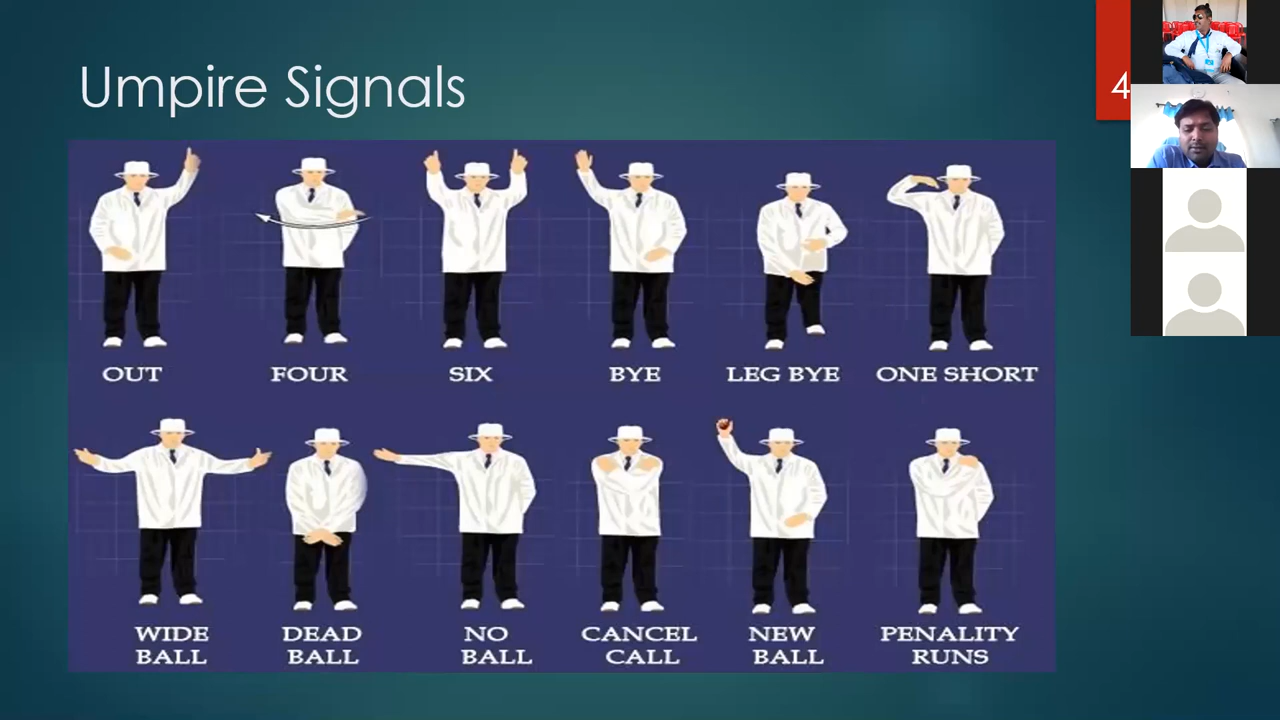 Umpire Signals
4
OUT
FOUR
SIX
BYE
LEG BYE
ONE SHORT
WIDE
BALL
DEAD
BALL
NO
BALL
CANCEL
CALL
NEW
BALL
PENALITY
RUNS